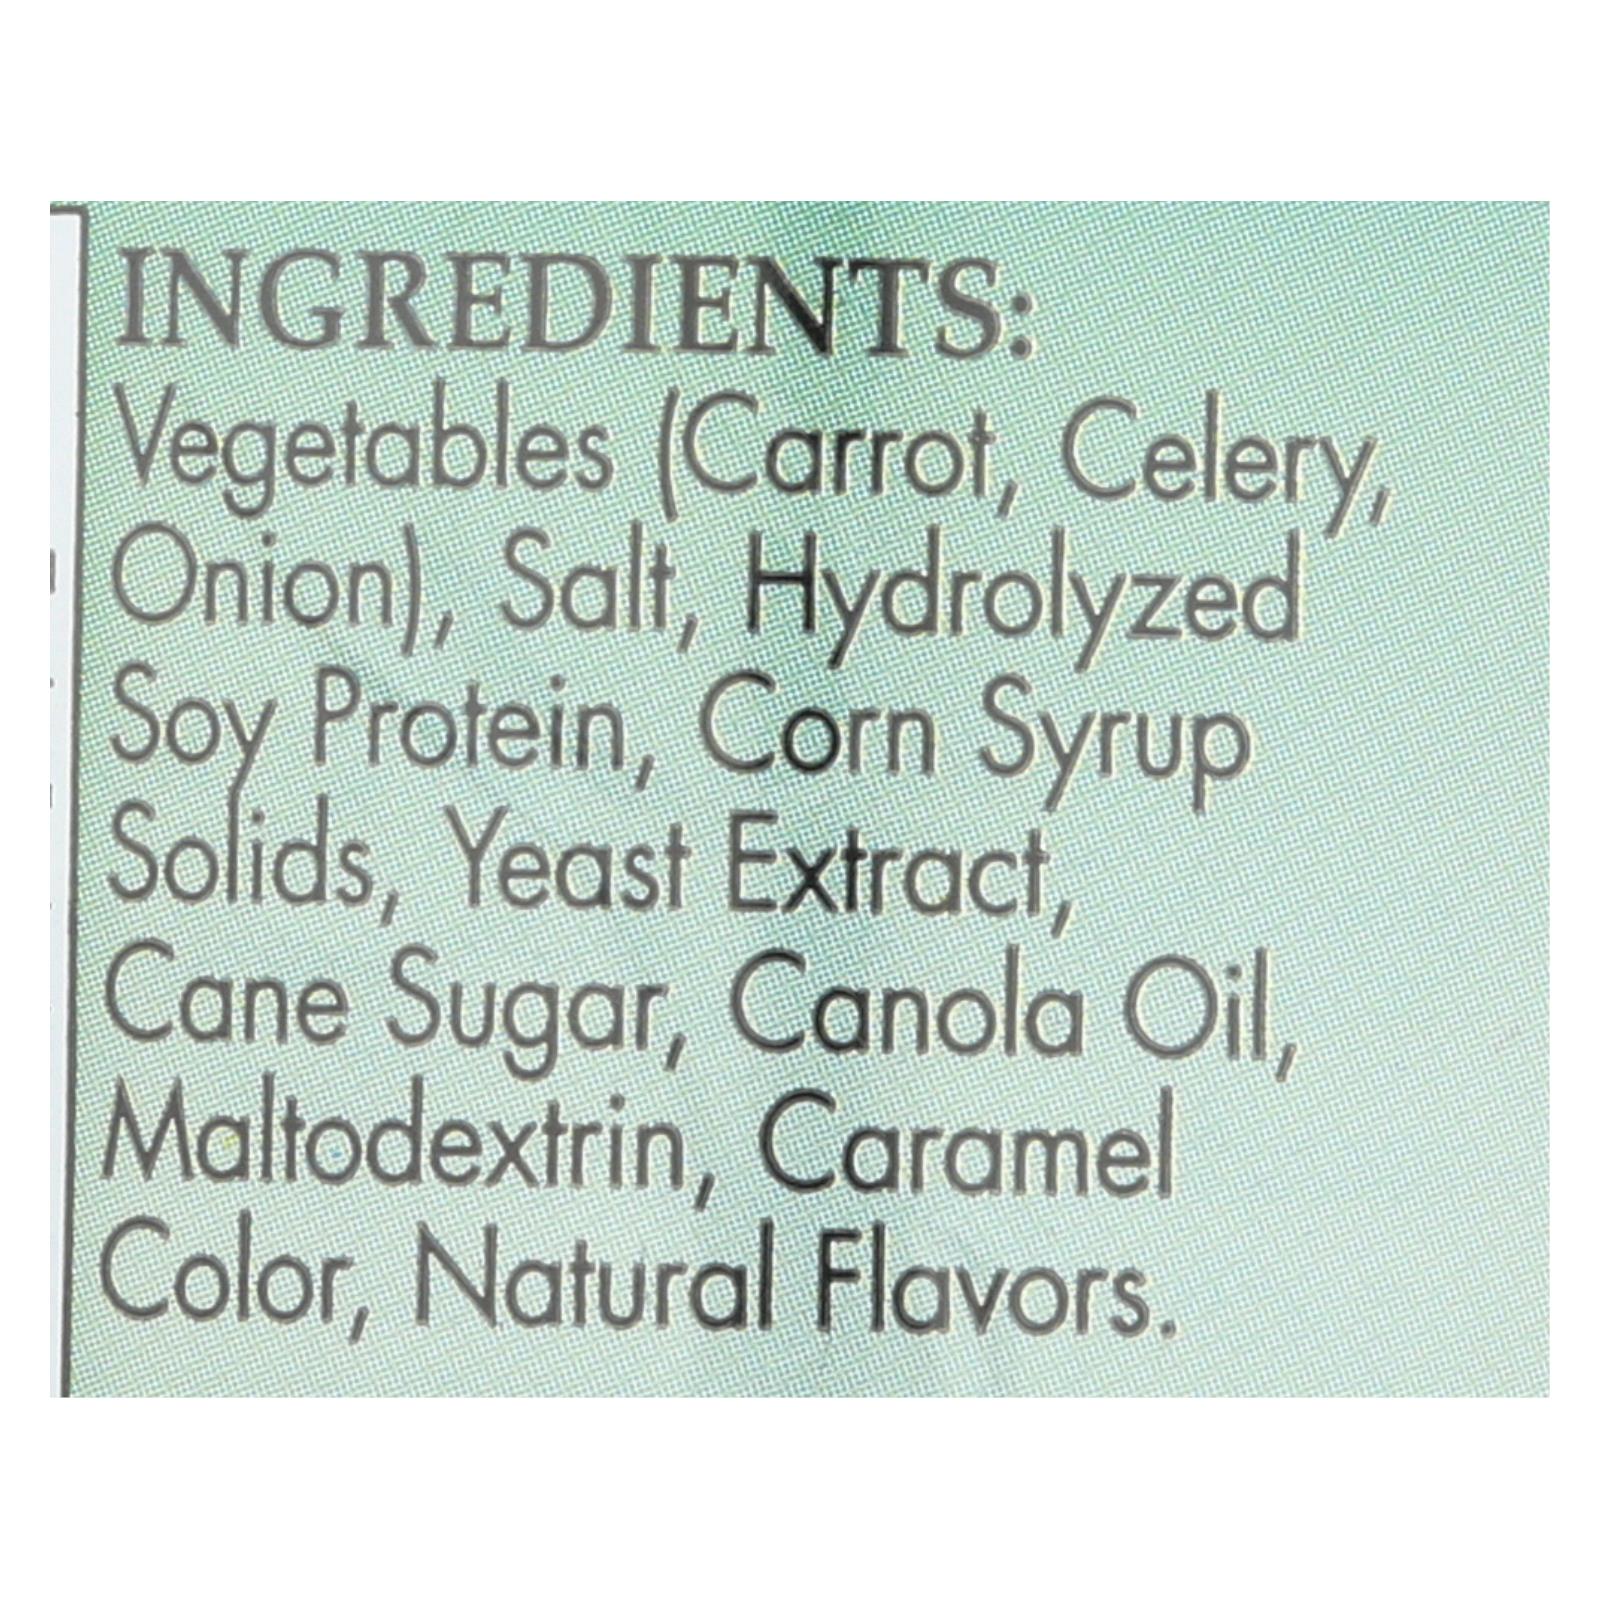 INGREDIENTS:
Vegetables (Carrot, Celery,
Onion), Salt, Hydrolyzed
Soy Protein, Corn Syrup
Solids, Yeast Extract,
Cane Sugar, Canola Oil,
Maltodextrin, Caramel
Color, Natural Flavors.